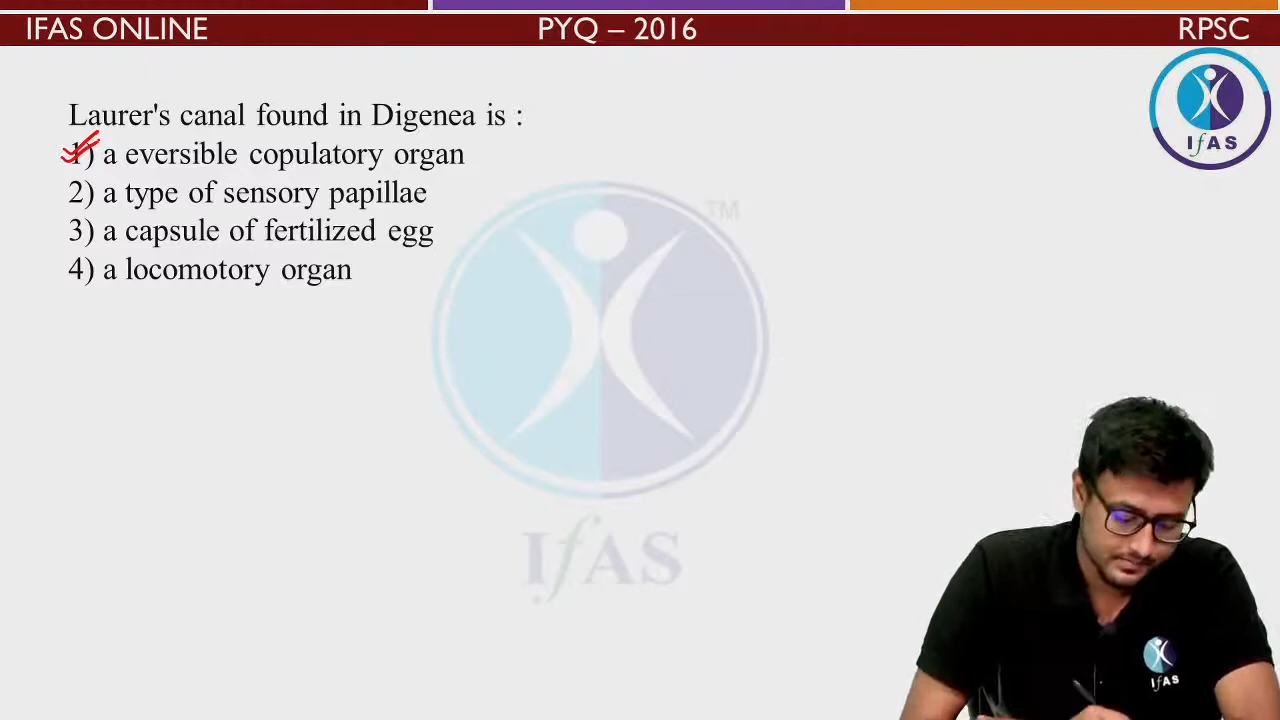 IFAS ONLINE PYQ – 2016 RPSC
IfAS
Laurer's canal found in Digenea is :
1) a eversible copulatory organ
2) a type of sensory papillae
3) a capsule of fertilized egg
4) a locomotory organ
TM
IfAS
IfAS